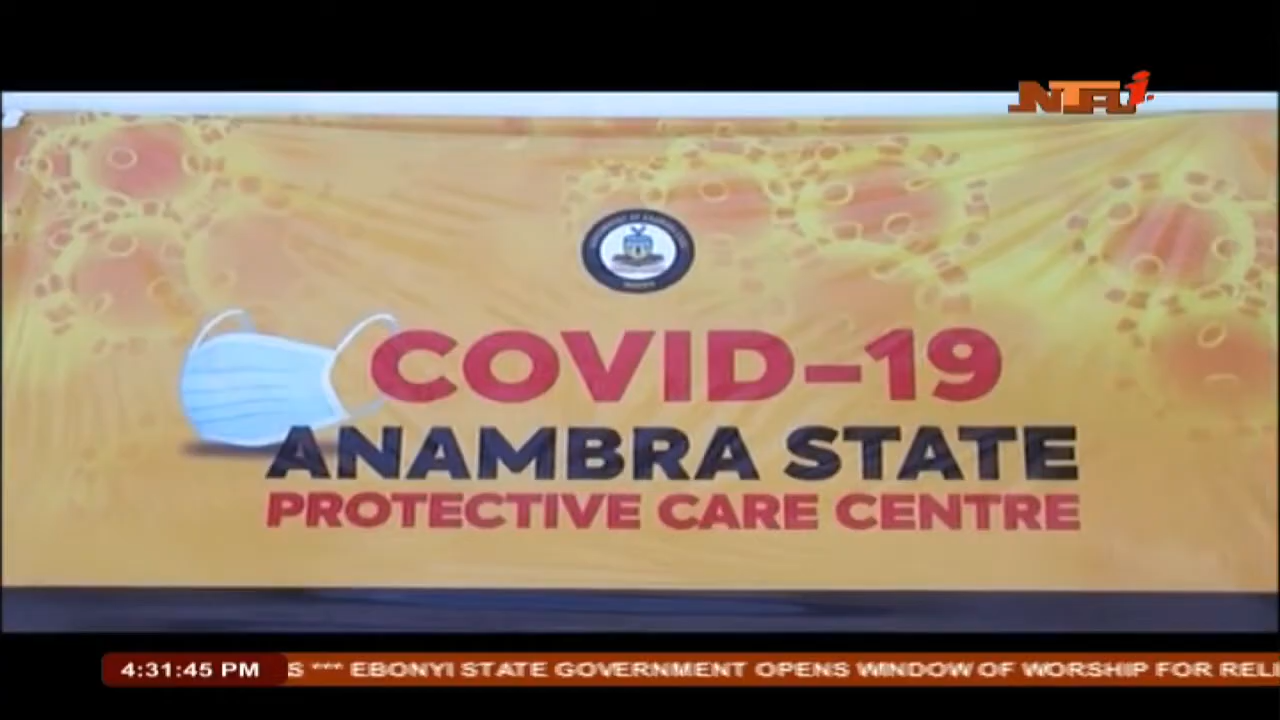 COVID-19
ANAMBRA STATE
PROTECTIVE CARE CENTRE
4:31:45 PM
S *** EBONYI STATE GOVERNMENT OPENS WINDOW OF WORSHIP FOR RELI